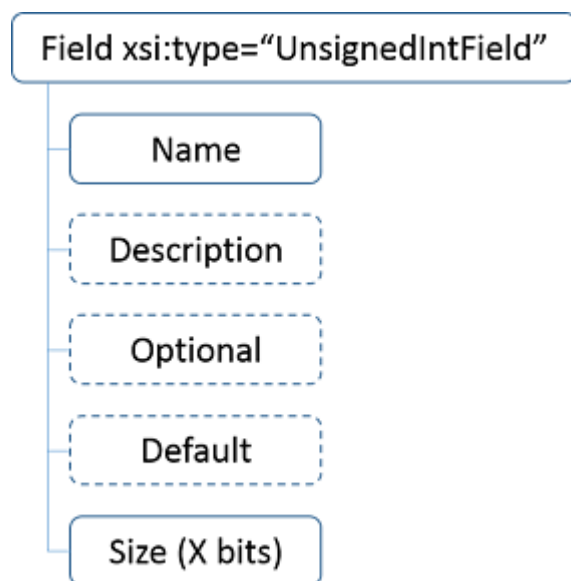 Field xsi:type=“UnsignedIntField”
Name
Description
Optional
Default
Size (X bits)